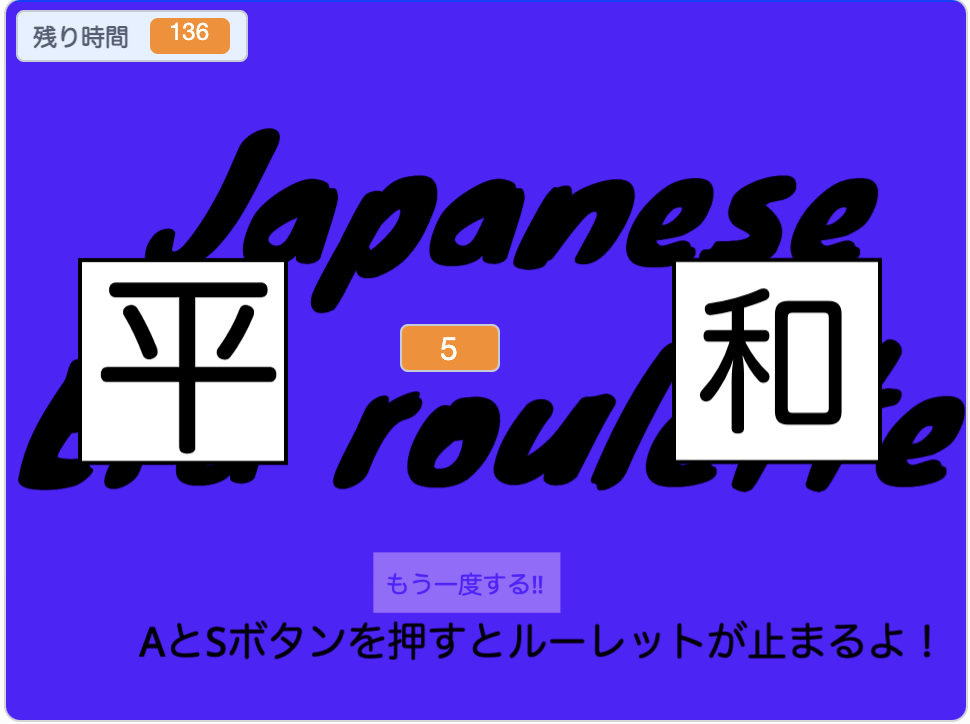 残り時間 136
Japanese
平 5 和
Era roulette
もう一度する!!
AとSボタンを押すとルーレットが止まるよ！